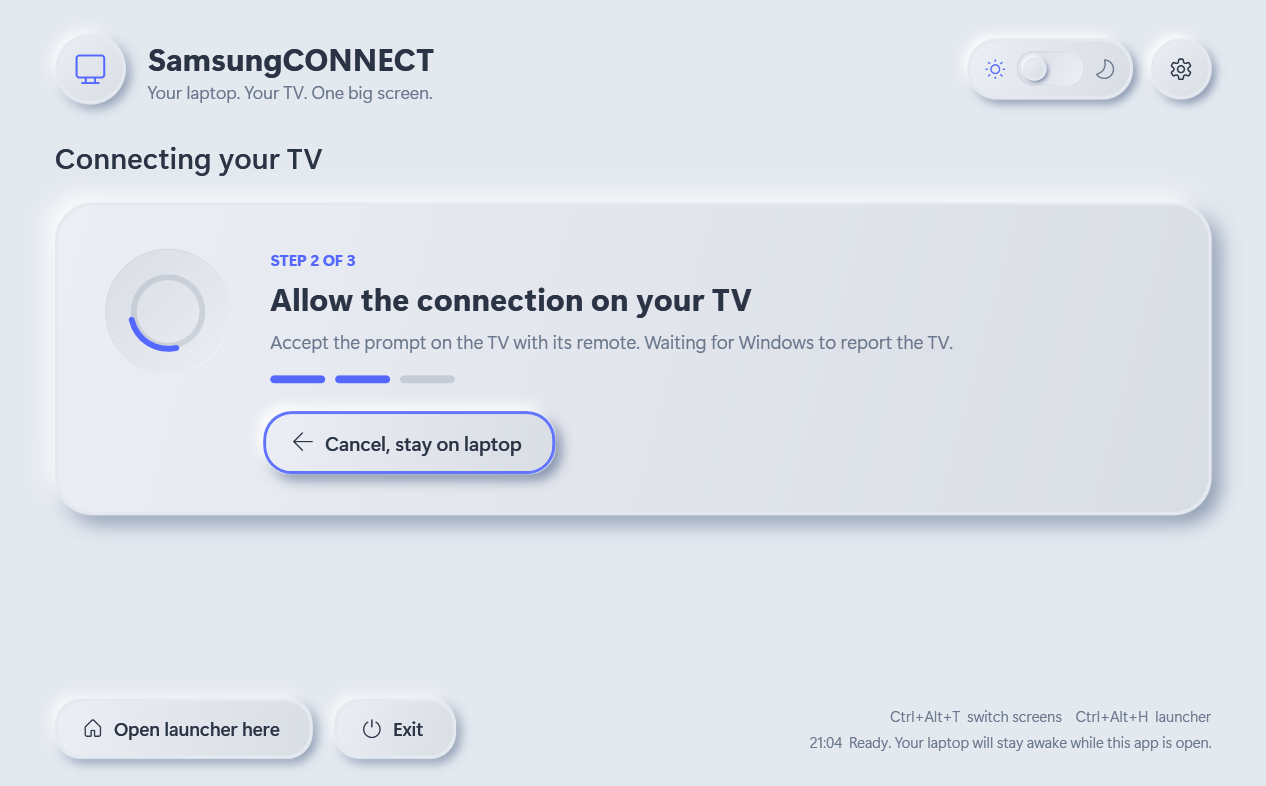 SamsungCONNECT
Your laptop. Your TV. One big screen.
Connecting your TV
STEP 2 OF 3
Allow the connection on your TV
Accept the prompt on the TV with its remote. Waiting for Windows to report the TV.
Cancel, stay on laptop
Open launcher here
Exit
Ctrl+Alt+T switch screens Ctrl+Alt+H launcher
21:04 Ready. Your laptop will stay awake while this app is open.